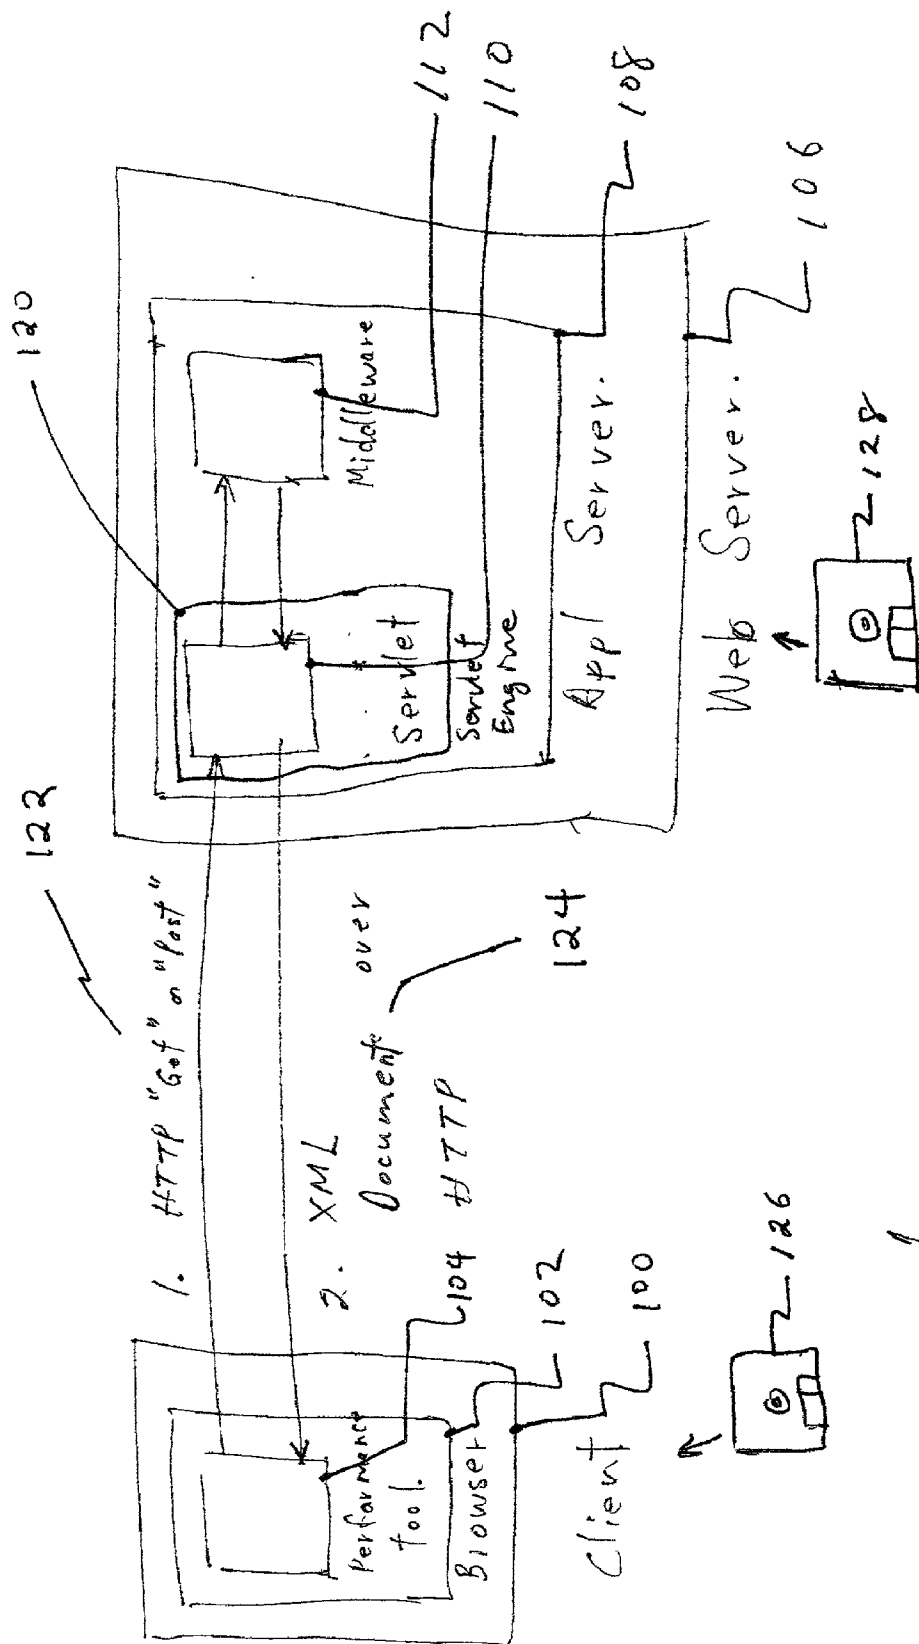 122
120
1. HTTP "Get" or "Post"
2. XML
Document over
HTTP
124
Performance
tool.
104
Browser
102
Client
100
126
Servlet
Servlet
Engine
Middleware
112
110
Appl Server.
108
Web Server.
106
128